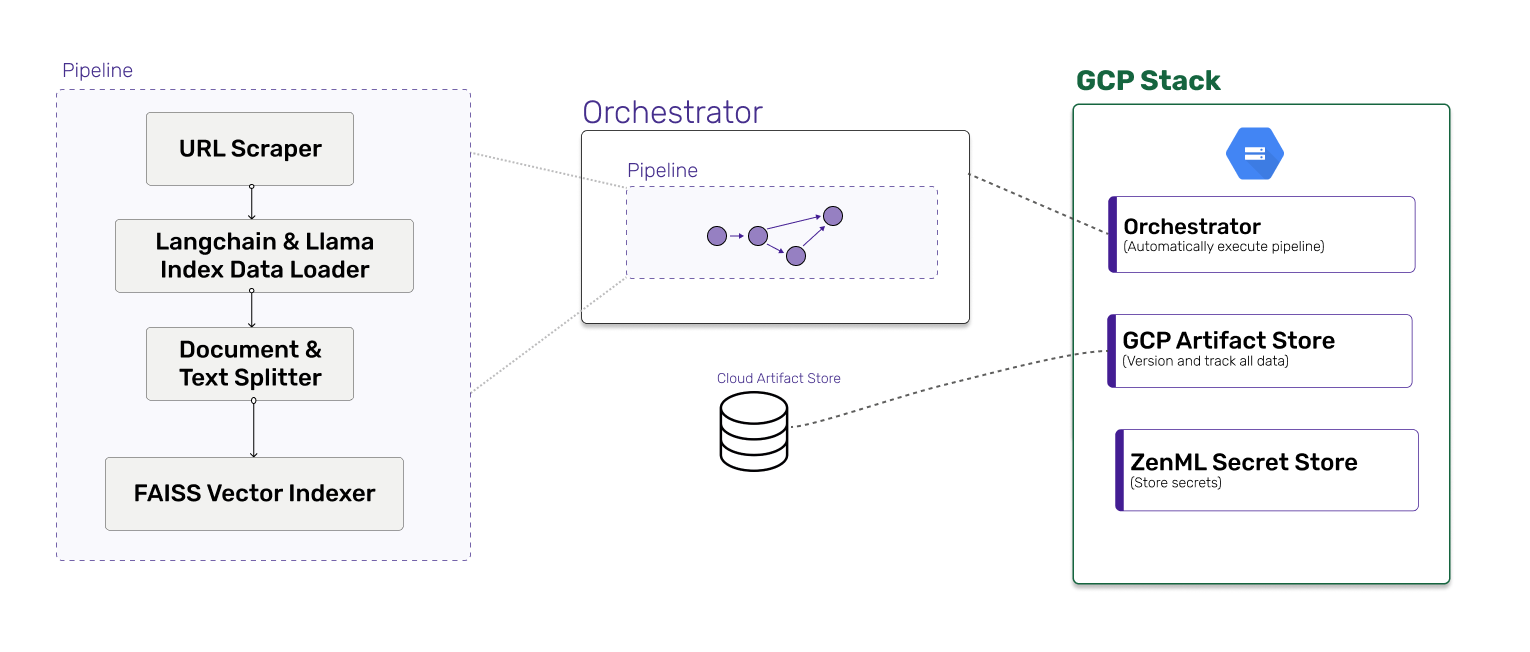 Pipeline
URL Scraper
Langchain & Llama
Index Data Loader
Document &
Text Splitter
FAISS Vector Indexer
Orchestrator
Pipeline
Cloud Artifact Store
GCP Stack
Orchestrator
(Automatically execute pipeline)
GCP Artifact Store
(Version and track all data)
ZenML Secret Store
(Store secrets)